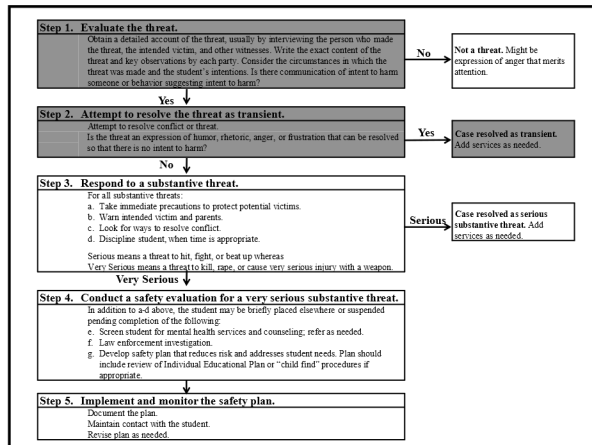 Step 1. Evaluate the threat.
Obtain a detailed account of the threat, usually by interviewing the person who made
the threat, the intended victim, and other witnesses. Write the exact content of the
threat and key observations by each party. Consider the circumstances in which the
threat was made and the student's intentions. Is there communication of intent to harm
someone or behavior suggesting intent to harm?
No
Not a threat. Might be
expression of anger that merits
attention.
Yes
Step 2. Attempt to resolve the threat as transient.
Attempt to resolve conflict or threat.
Is the threat an expression of humor, rhetoric, anger, or frustration that can be resolved
so that there is no intent to harm?
Yes
Case resolved as transient.
Add services as needed.
No
Step 3. Respond to a substantive threat.
For all substantive threats:
a. Take immediate precautions to protect potential victims.
b. Warn intended victim and parents.
c. Look for ways to resolve conflict.
d. Discipline student, when time is appropriate.
Serious means a threat to hit, fight, or beat up whereas
Very Serious means a threat to kill, rape, or cause very serious injury with a weapon.
Serious
Case resolved as serious
substantive threat. Add
services as needed.
Very Serious
Step 4. Conduct a safety evaluation for a very serious substantive threat.
In addition to a-d above, the student may be briefly placed elsewhere or suspended
pending completion of the following:
e. Screen student for mental health services and counseling; refer as needed.
f. Law enforcement investigation.
g. Develop safety plan that reduces risk and addresses student needs. Plan should
include review of Individual Educational Plan or "child find" procedures if
appropriate.
Step 5. Implement and monitor the safety plan.
Document the plan.
Maintain contact with the student.
Revise plan as needed.